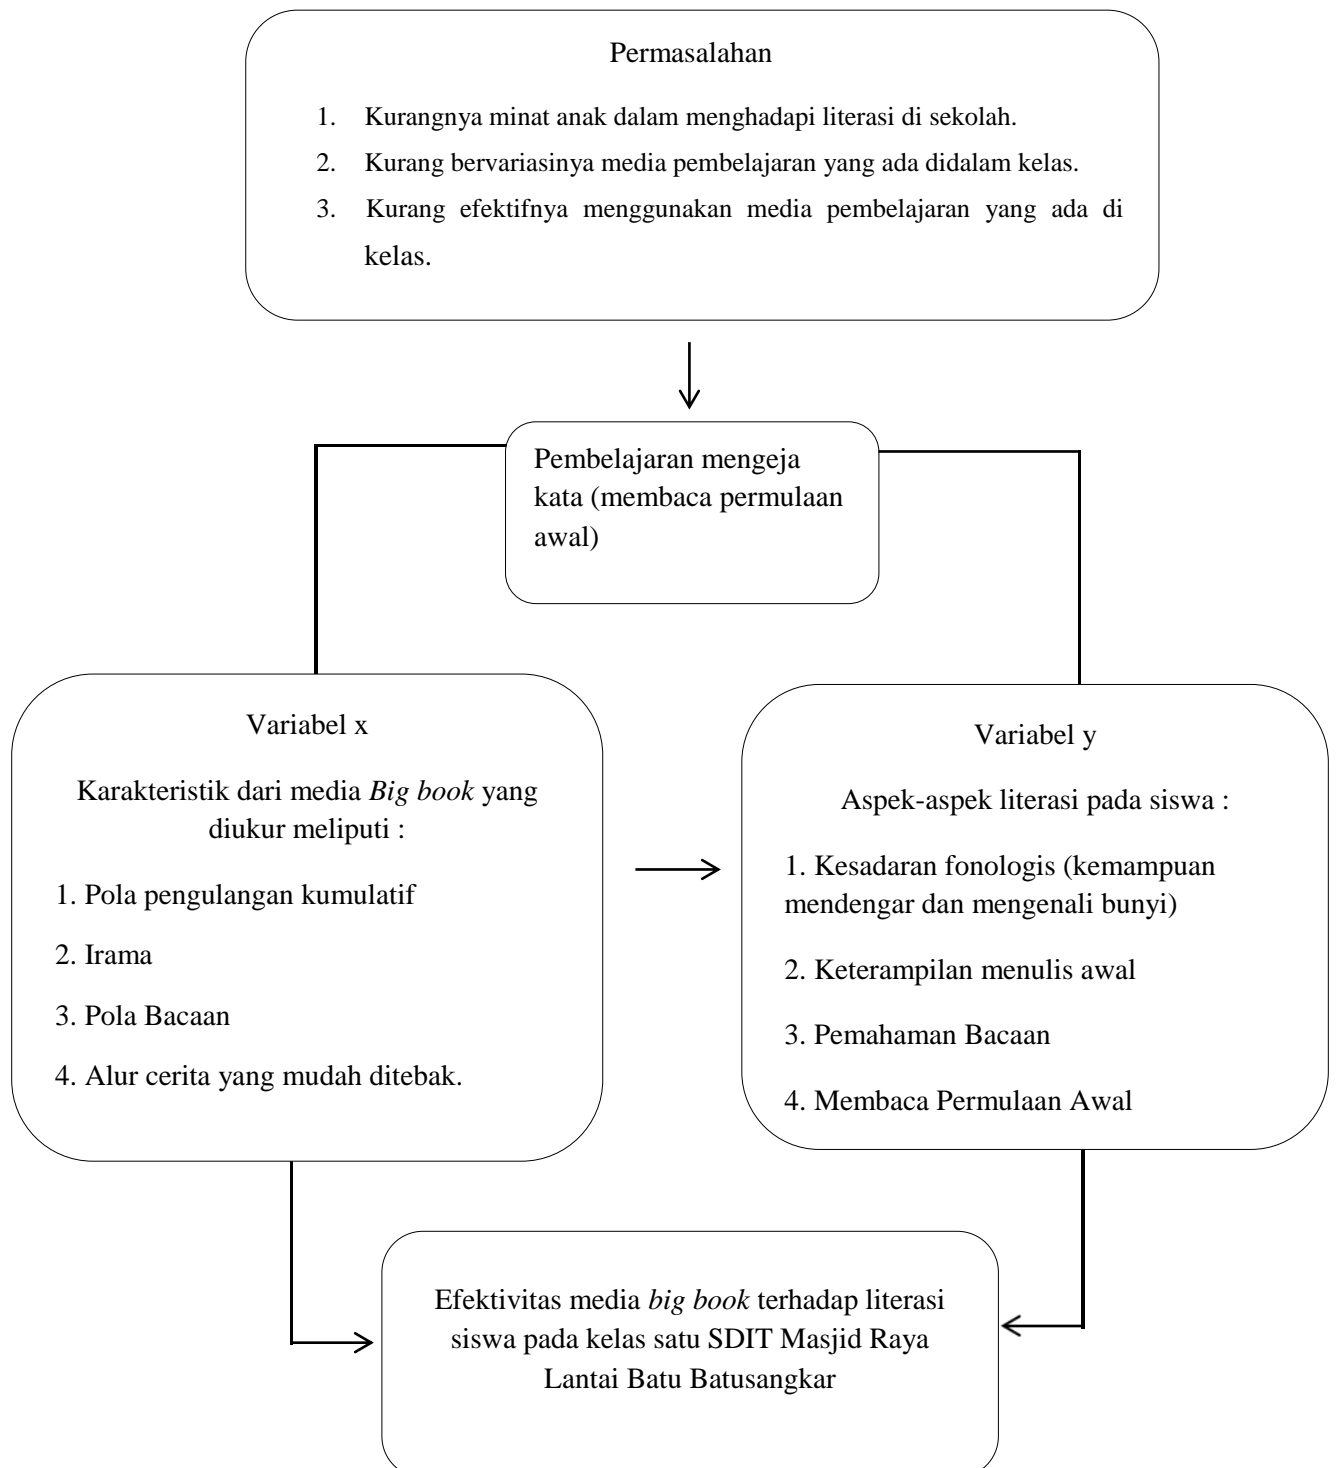 Permasalahan
1. Kurangnya minat anak dalam menghadapi literasi di sekolah.
2. Kurang bervariasinya media pembelajaran yang ada didalam kelas.
3. Kurang efektifnya menggunakan media pembelajaran yang ada di
kelas.
Pembelajaran mengeja
kata (membaca permulaan
awal)
Variabel x
Karakteristik dari media Big book yang
diukur meliputi :
1. Pola pengulangan kumulatif
2. Irama
3. Pola Bacaan
4. Alur cerita yang mudah ditebak.
Variabel y
Aspek-aspek literasi pada siswa :
1. Kesadaran fonologis (kemampuan
mendengar dan mengenali bunyi)
2. Keterampilan menulis awal
3. Pemahaman Bacaan
4. Membaca Permulaan Awal
Efektivitas media big book terhadap literasi
siswa pada kelas satu SDIT Masjid Raya
Lantai Batu Batusangkar